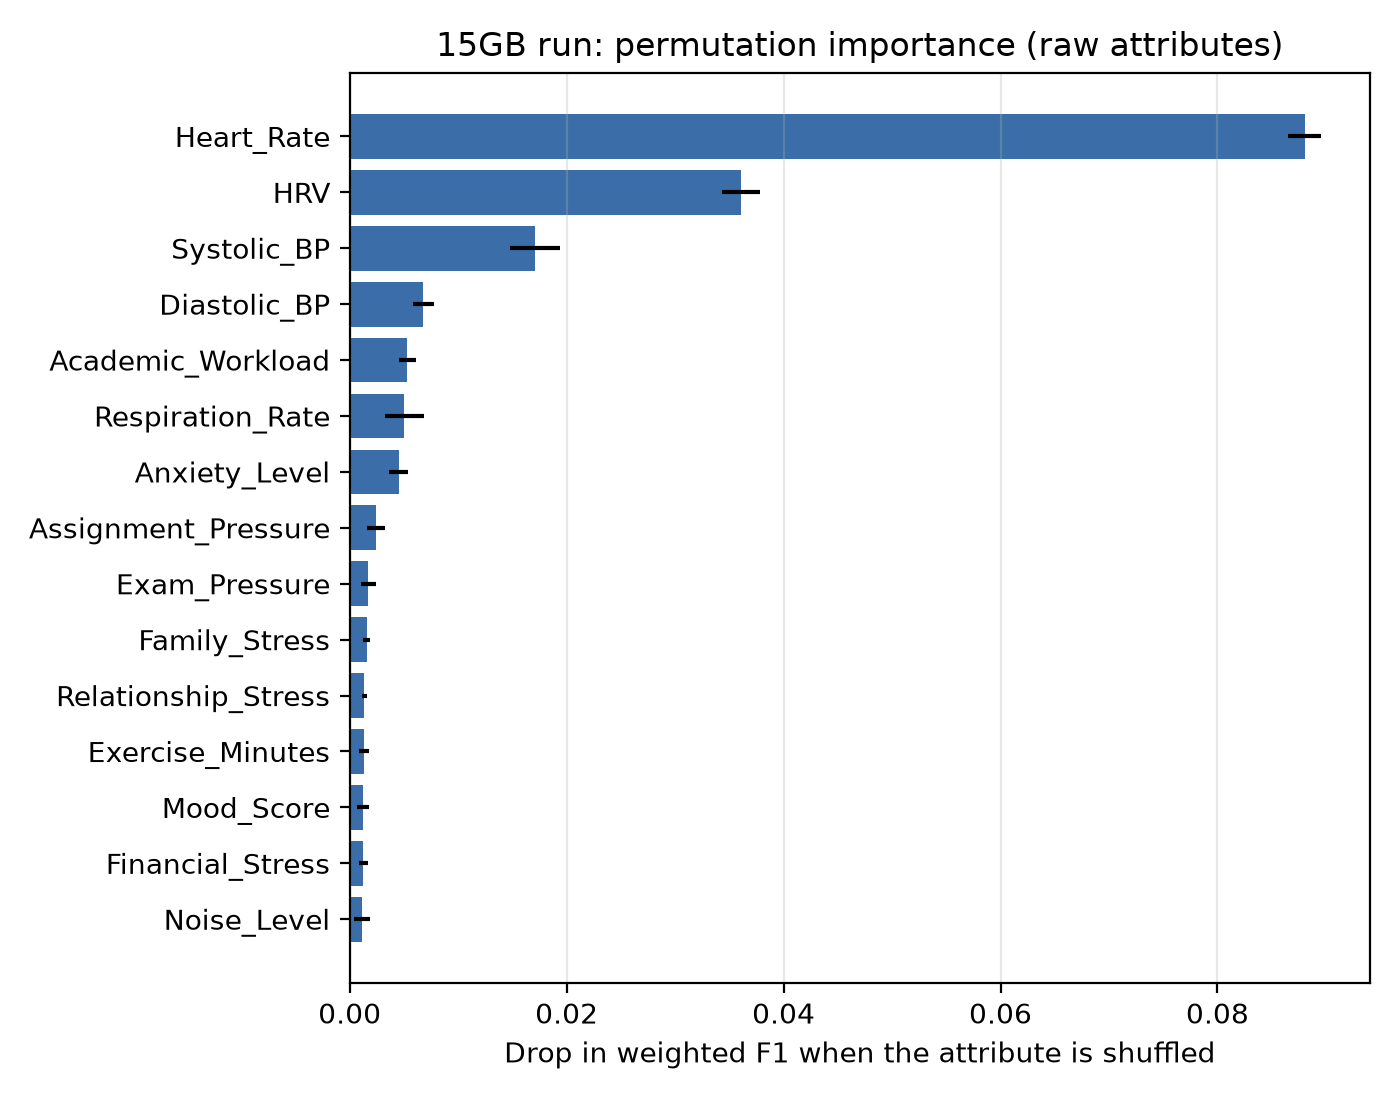 15GB run: permutation importance (raw attributes)
Heart_Rate
HRV
Systolic_BP
Diastolic_BP
Academic_Workload
Respiration_Rate
Anxiety_Level
Assignment_Pressure
Exam_Pressure
Family_Stress
Relationship_Stress
Exercise_Minutes
Mood_Score
Financial_Stress
Noise_Level
0.00 0.02 0.04 0.06 0.08
Drop in weighted F1 when the attribute is shuffled